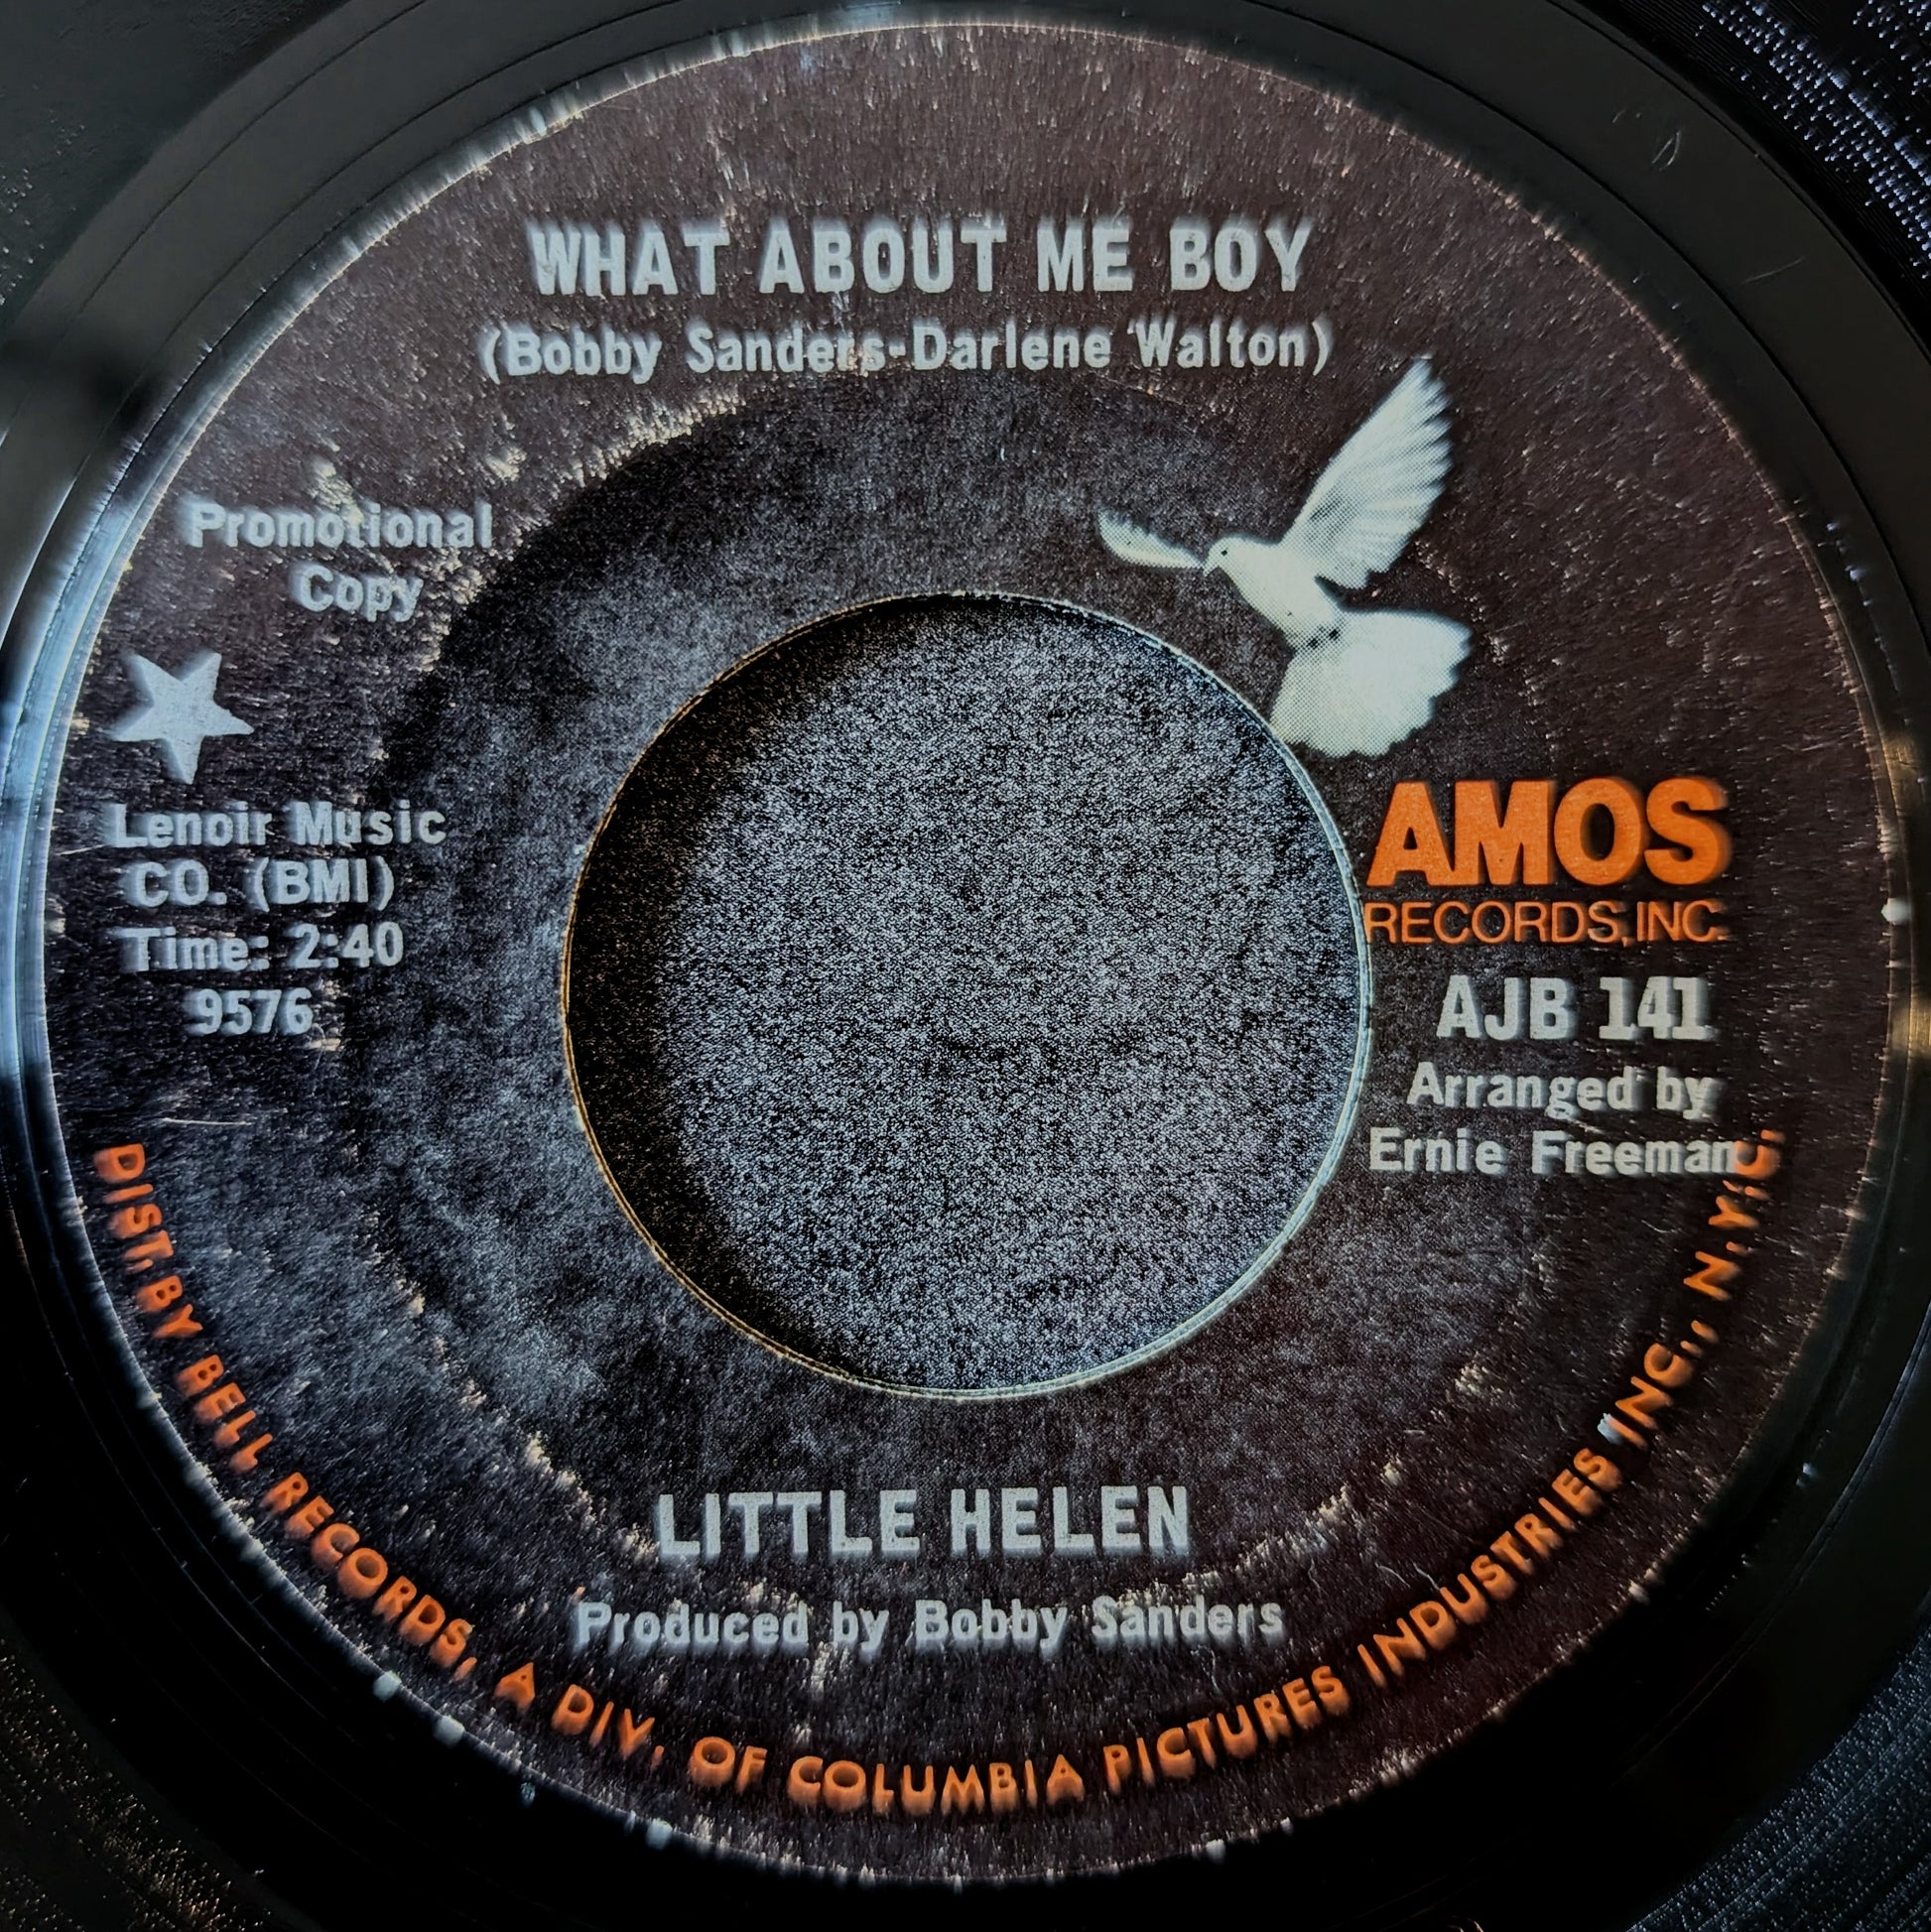 WHAT ABOUT ME BOY
(Bobby Sanders-Darlene Walton)
Promotional
Copy
Lenoir Music
CO. (BMI)
Time: 2:40
9576
AMOS
RECORDS, INC.
AJB 141
Arranged by
Ernie Freeman
LITTLE HELEN
Produced by Bobby Sanders
DIST. BY BELL RECORDS, A DIV. OF COLUMBIA PICTURES INDUSTRIES INC., N.Y.C.